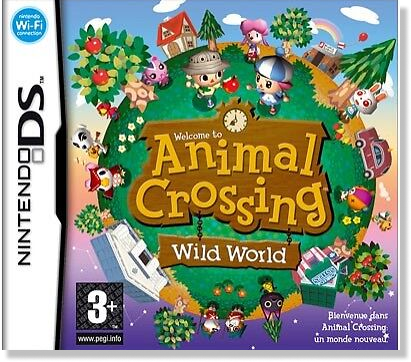 Nintendo
Wi-Fi
connection
NINTENDO DS™
Welcome to
Animal
Crossing
Wild World
3+
www.pegi.info
Bienvenue dans
Animal Crossing:
un monde nouveau.